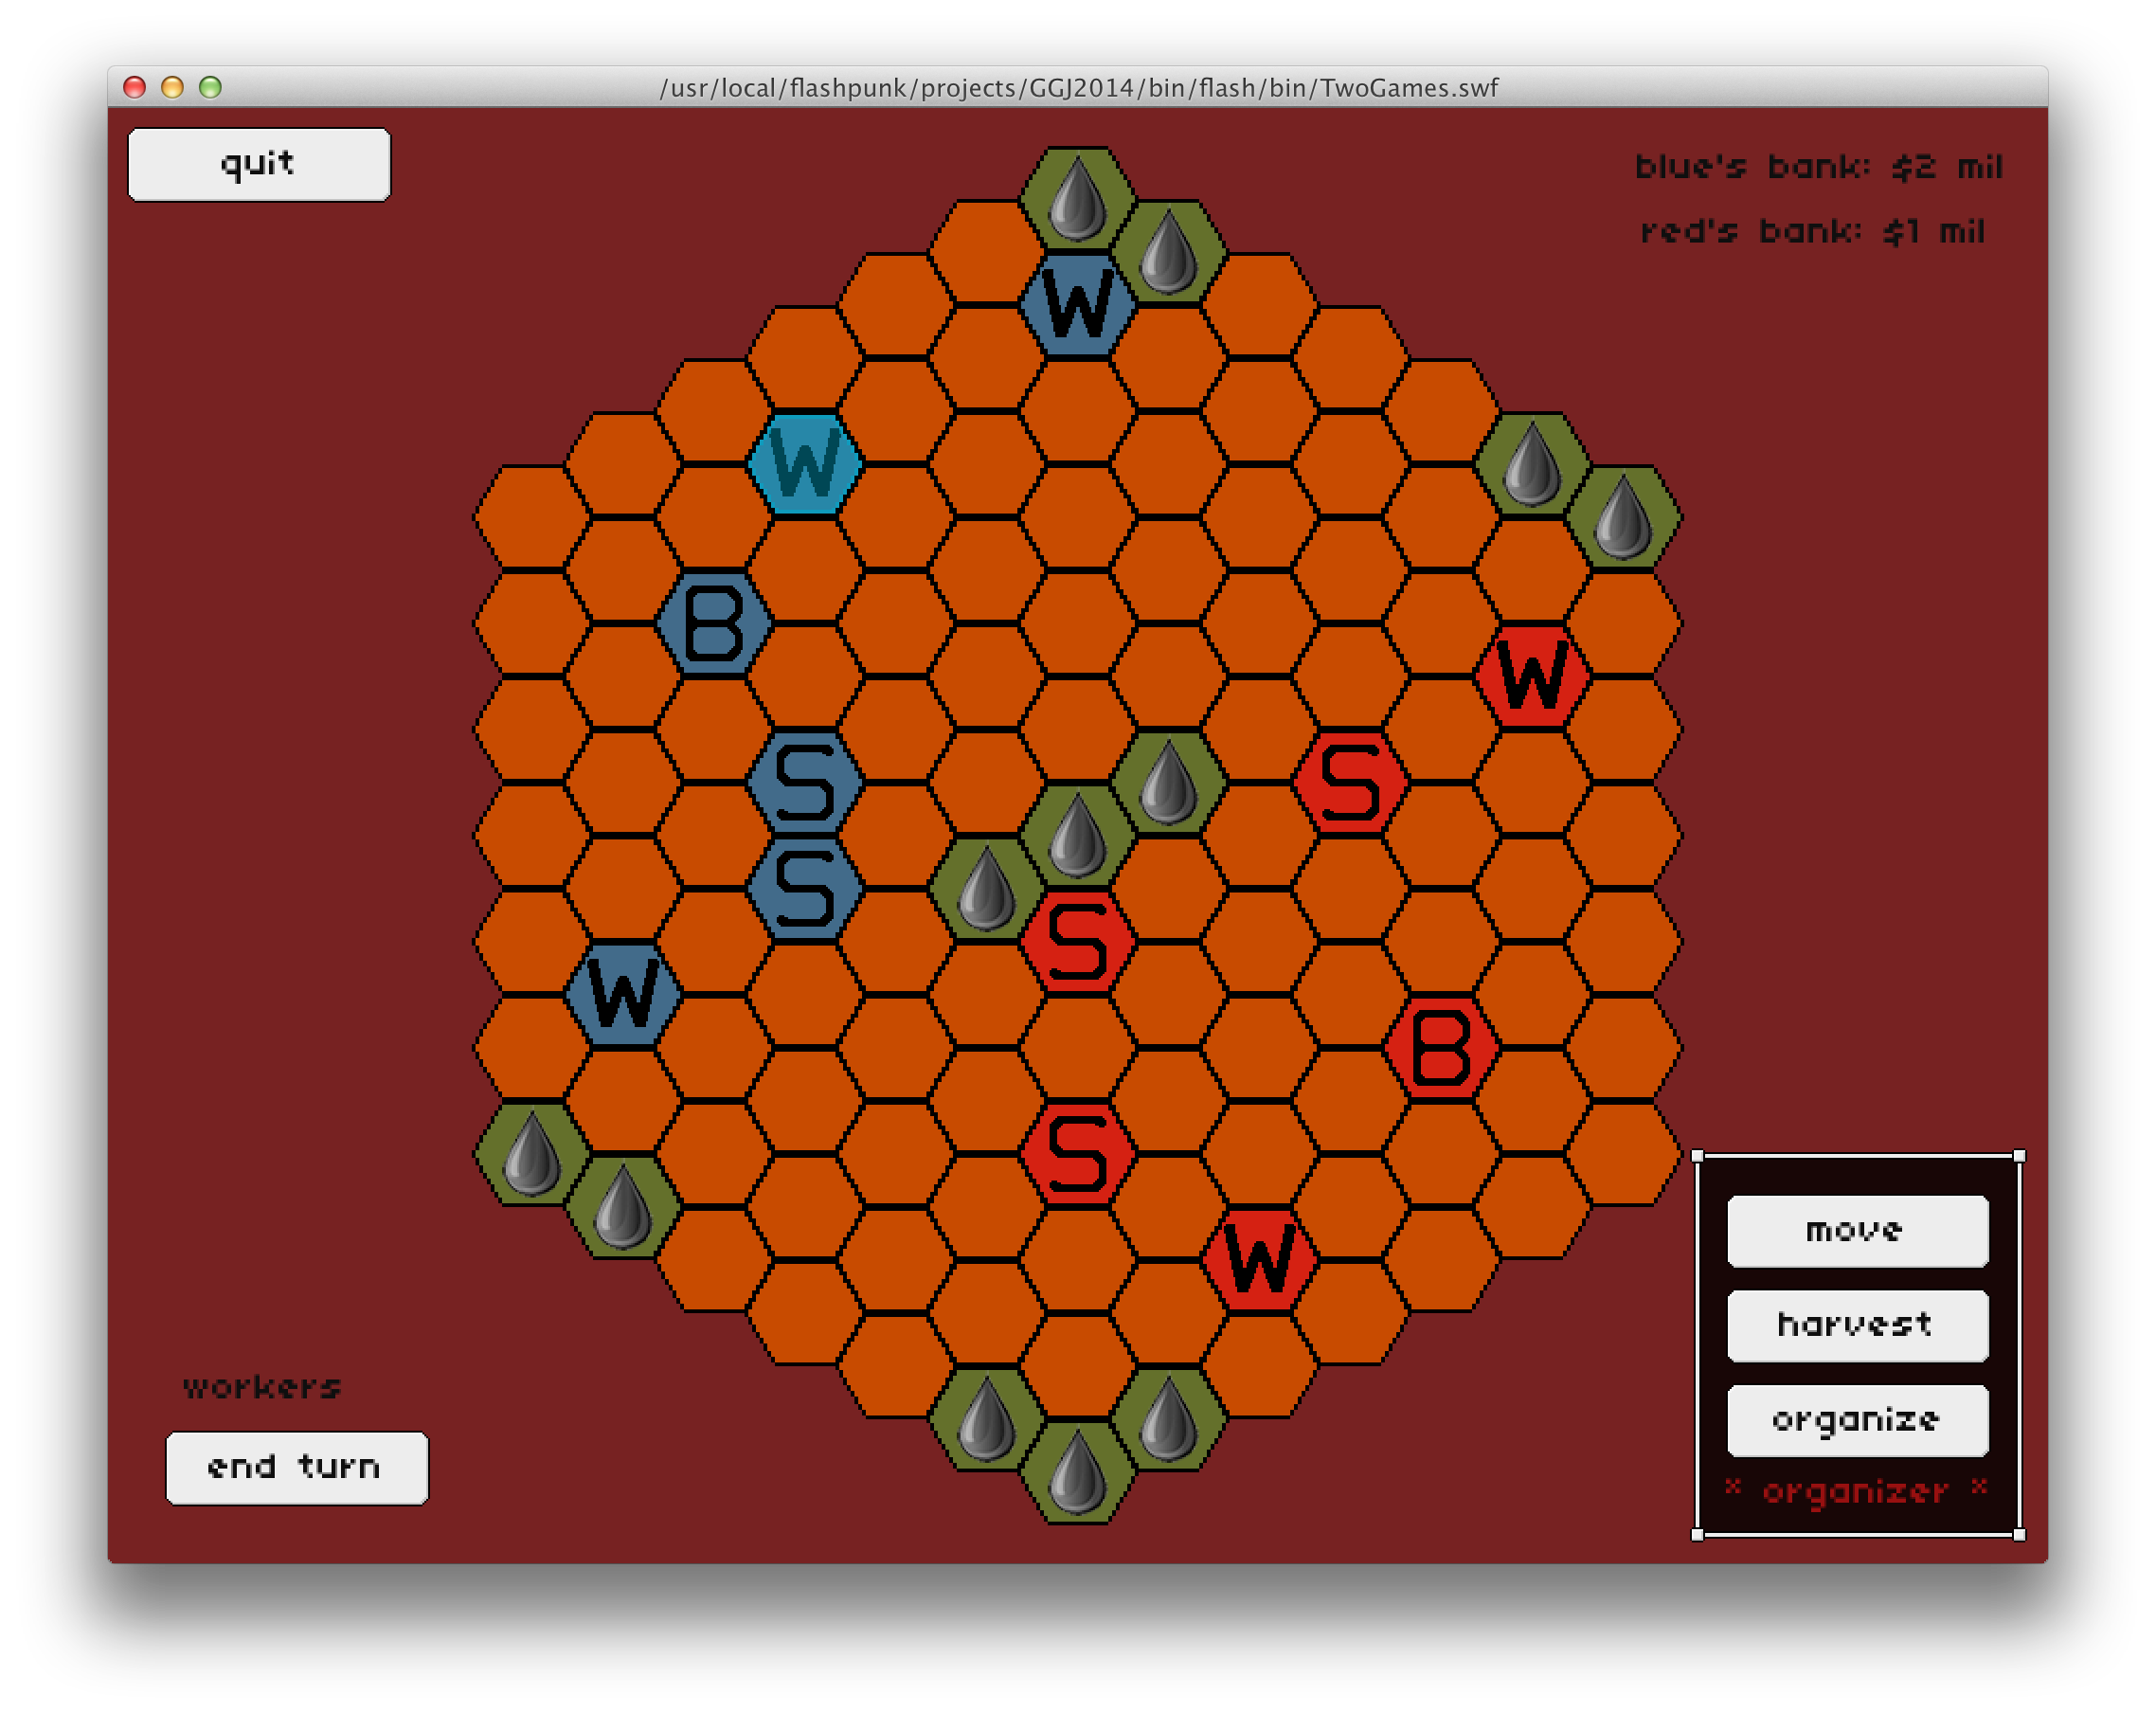 /usr/local/flashpunk/projects/GGJ2014/bin/flash/bin/TwoGames.swf
quit
blue's bank: $2 mil
red's bank: $1 mil
W
W
B
W
S
S
S
S
W
B
S
W
move
harvest
organize
* organizer *
workers
end turn